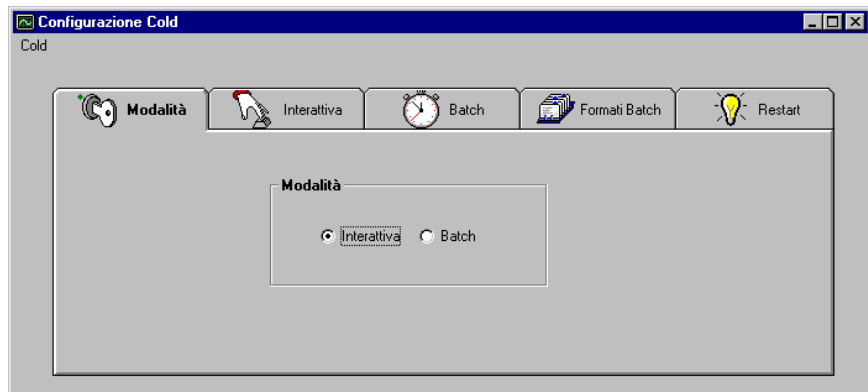 Configurazione Cold
Cold
Modalità Interattiva Batch Formati Batch Restart
Modalità
Interattiva Batch